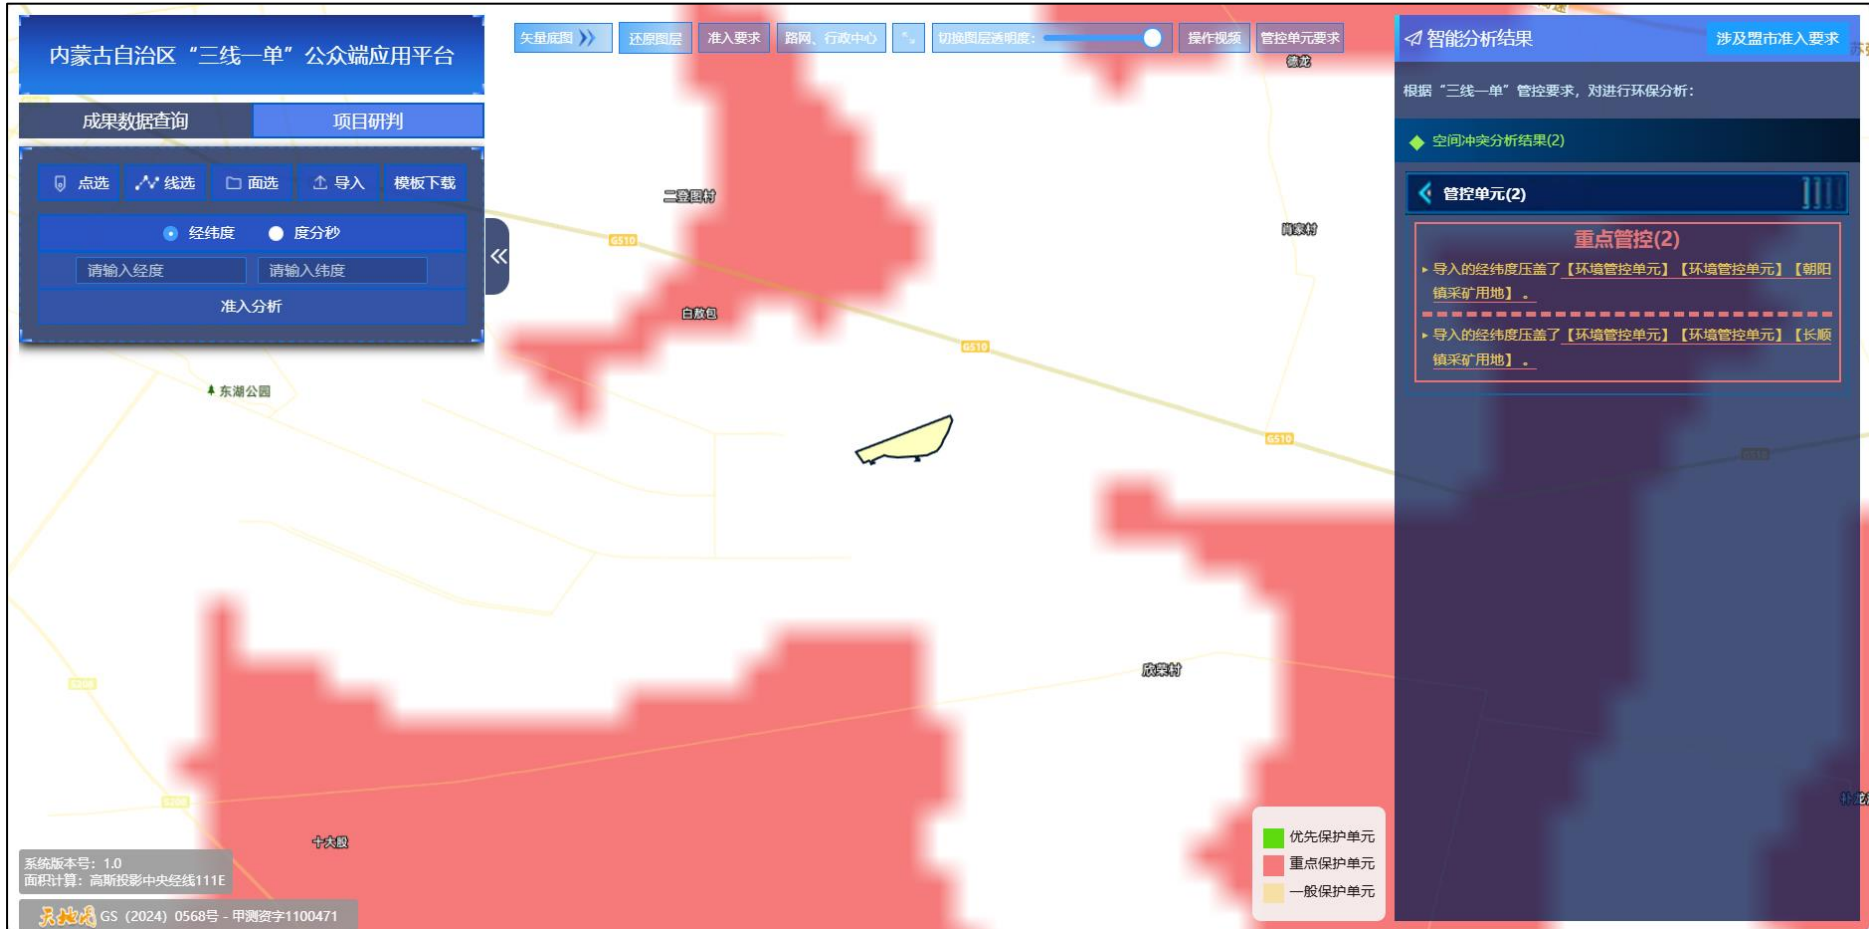 内蒙古自治区“三线一单”公众端应用平台
成果数据查询
项目研判
点选
线选
面选
导入
模板下载
经纬度
度分秒
请输入经度
请输入纬度
准入分析
矢量底图
还原图层
准入要求
路网、行政中心
切换图层透明度：
操作视频
管控单元要求
智能分析结果
涉及盟市准入要求
根据“三线一单”管控要求，对进行环保分析：
空间冲突分析结果(2)
管控单元(2)
重点管控(2)
导入的经纬度压盖了【环境管控单元】【环境管控单元】【朝阳
镇采矿用地】。
导入的经纬度压盖了【环境管控单元】【环境管控单元】【长顺
镇采矿用地】。
德龙
二登图村
肖家村
G510
白敖包
G510
东湖公园
G510
G510
欣荣村
S208
S208
十大股
优先保护单元
重点保护单元
一般保护单元
系统版本号：1.0
面积计算：高斯投影中央经线111E
天地图 GS（2024）0568号 - 甲测资字1100471